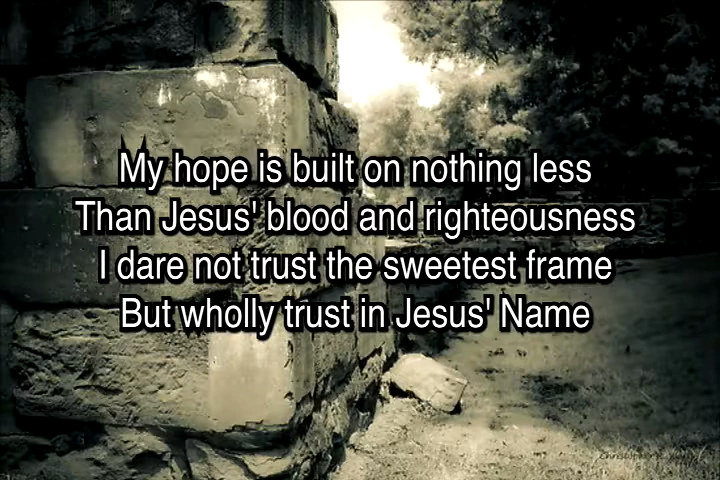 My hope is built on nothing less
Than Jesus' blood and righteousness
I dare not trust the sweetest frame
But wholly trust in Jesus' Name